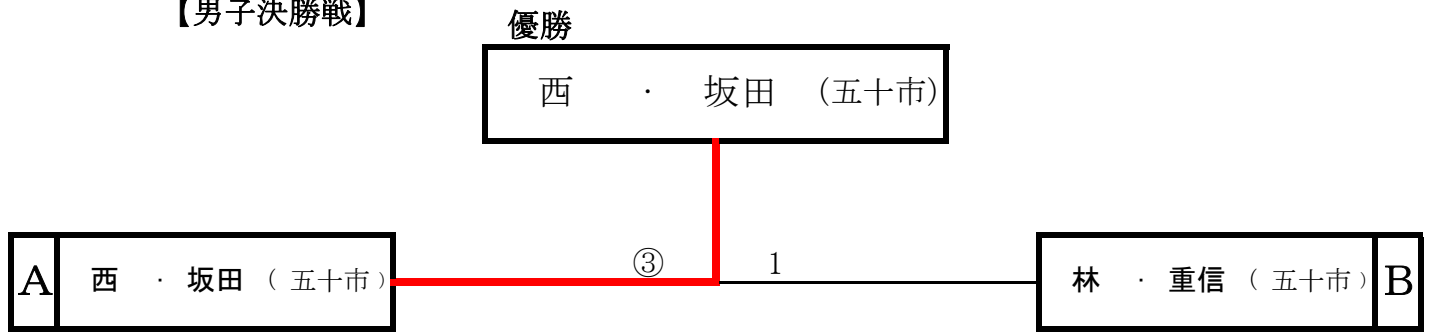 【男子決勝戦】
優勝
西 ・ 坂田 (五十市)
③ 1
A 西 ・ 坂田 ( 五十市 )
林 ・ 重信 ( 五十市 ) B